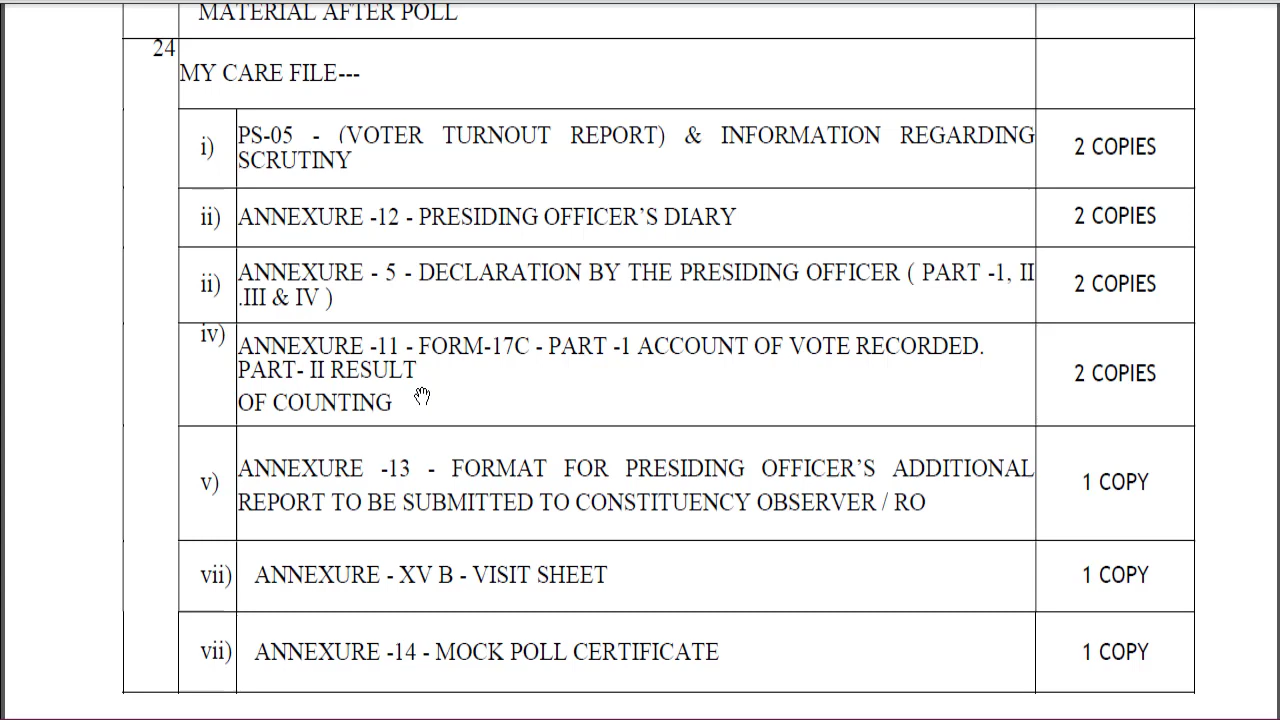 MATERIAL AFTER POLL
24
MY CARE FILE---
i) PS-05 - (VOTER TURNOUT REPORT) & INFORMATION REGARDING
SCRUTINY
2 COPIES
ii) ANNEXURE -12 - PRESIDING OFFICER’S DIARY 2 COPIES
ii) ANNEXURE - 5 - DECLARATION BY THE PRESIDING OFFICER ( PART -1, II
.III & IV )
2 COPIES
iv) ANNEXURE -11 - FORM-17C - PART -1 ACCOUNT OF VOTE RECORDED.
PART- II RESULT
OF COUNTING
2 COPIES
v) ANNEXURE -13 - FORMAT FOR PRESIDING OFFICER’S ADDITIONAL
REPORT TO BE SUBMITTED TO CONSTITUENCY OBSERVER / RO
1 COPY
vii) ANNEXURE - XV B - VISIT SHEET 1 COPY
vii) ANNEXURE -14 - MOCK POLL CERTIFICATE 1 COPY